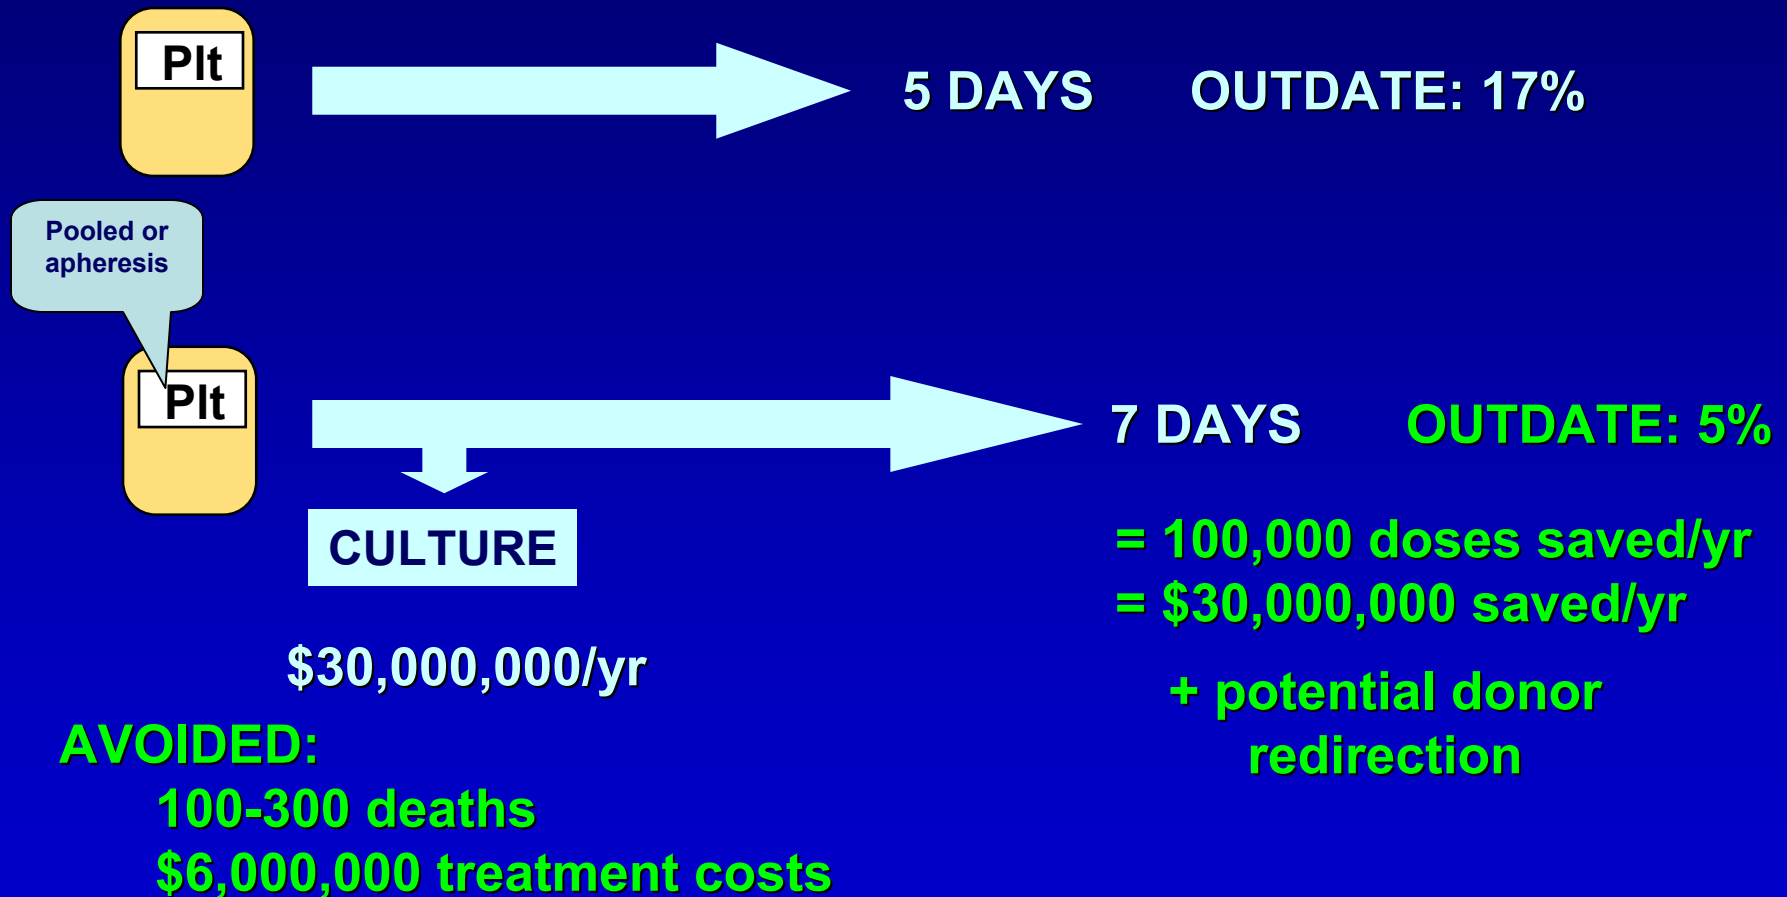 Plt
5 DAYS OUTDATE: 17%
Pooled or
apheresis
Plt
7 DAYS OUTDATE: 5%
CULTURE
= 100,000 doses saved/yr
= $30,000,000 saved/yr
$30,000,000/yr
+ potential donor
redirection
AVOIDED:
100-300 deaths
$6,000,000 treatment costs